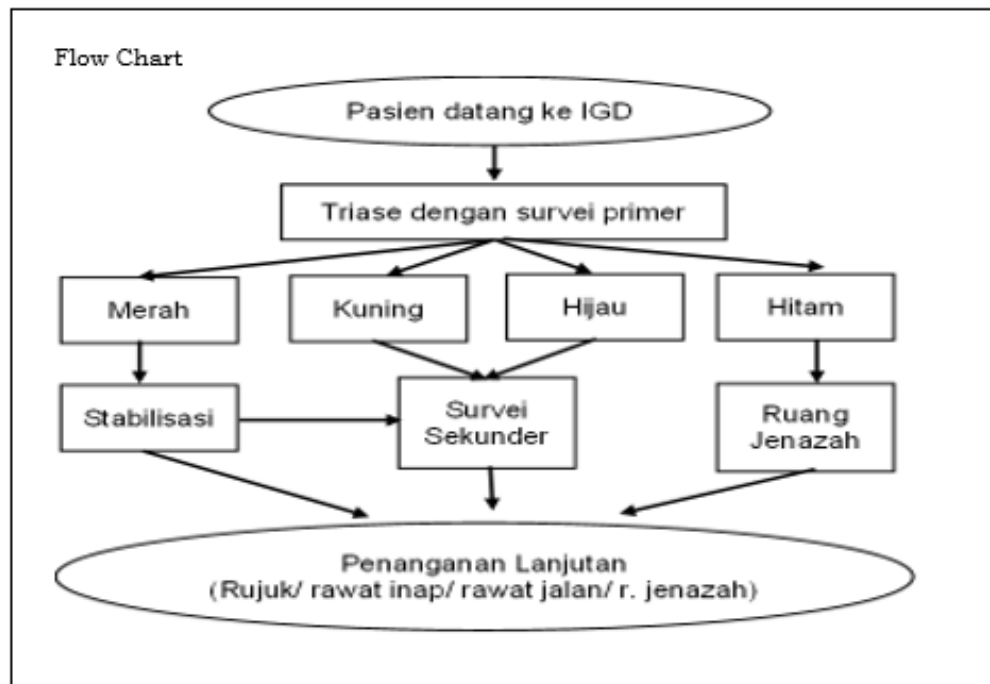 Flow Chart
Pasien datang ke IGD
Triase dengan survei primer
Merah
Kuning
Hijau
Hitam
Stabilisasi
Survei
Sekunder
Ruang
Jenazah
Penanganan Lanjutan
(Rujuk/ rawat inap/ rawat jalan/ r. jenazah)